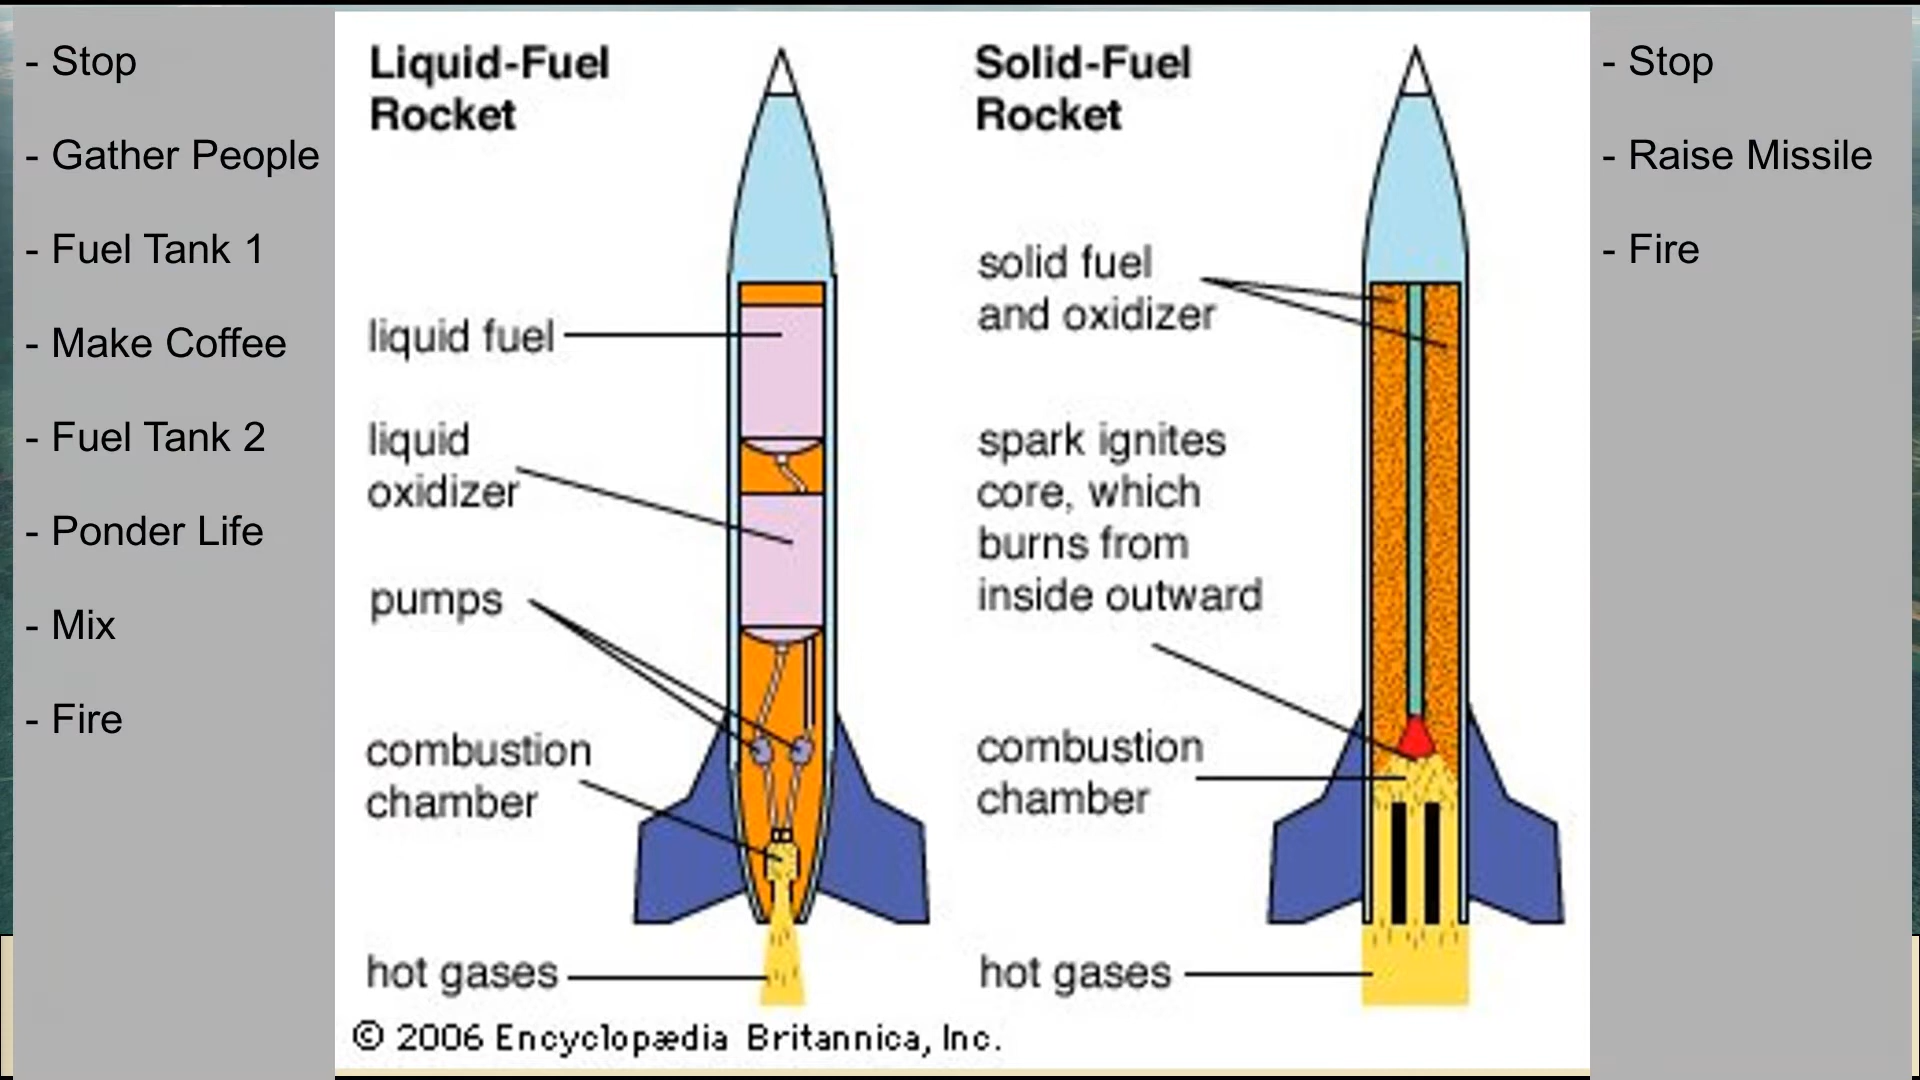 - Stop
- Gather People
- Fuel Tank 1
- Make Coffee
- Fuel Tank 2
- Ponder Life
- Mix
- Fire
Liquid-Fuel
Rocket
liquid fuel
liquid
oxidizer
pumps
combustion
chamber
hot gases
Solid-Fuel
Rocket
solid fuel
and oxidizer
spark ignites
core, which
burns from
inside outward
combustion
chamber
hot gases
© 2006 Encyclopædia Britannica, Inc.
- Stop
- Raise Missile
- Fire